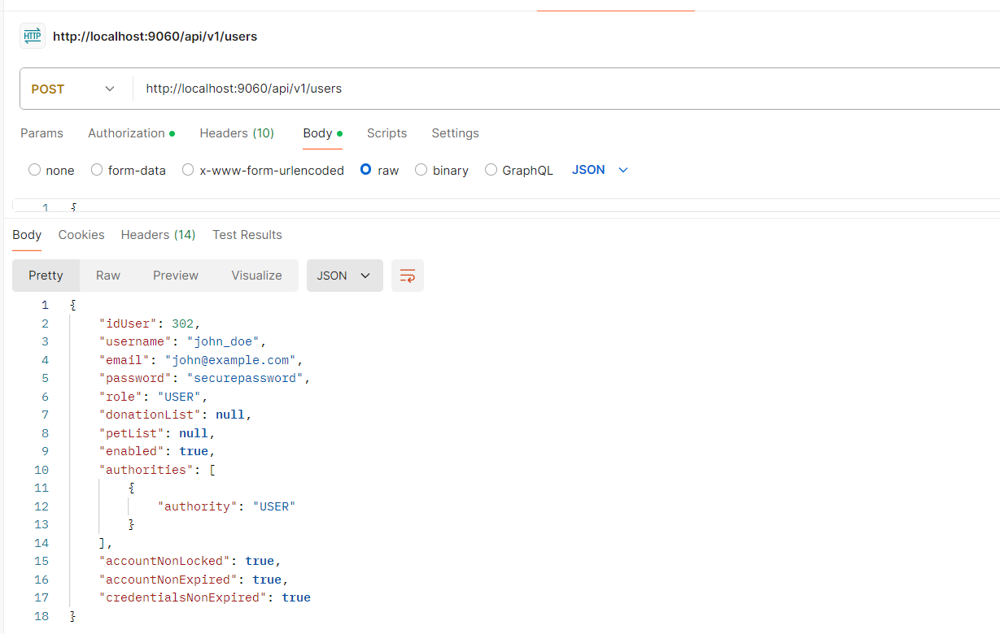 HTTP http://localhost:9060/api/v1/users
POST http://localhost:9060/api/v1/users
Params Authorization Headers (10) Body Scripts Settings
none form-data x-www-form-urlencoded raw binary GraphQL JSON
1 {
Body Cookies Headers (14) Test Results
Pretty Raw Preview Visualize JSON
1 {
2 "idUser": 302,
3 "username": "john_doe",
4 "email": "john@example.com",
5 "password": "securepassword",
6 "role": "USER",
7 "donationList": null,
8 "petList": null,
9 "enabled": true,
10 "authorities": [
11 {
12 "authority": "USER"
13 }
14 ],
15 "accountNonLocked": true,
16 "accountNonExpired": true,
17 "credentialsNonExpired": true
18 }